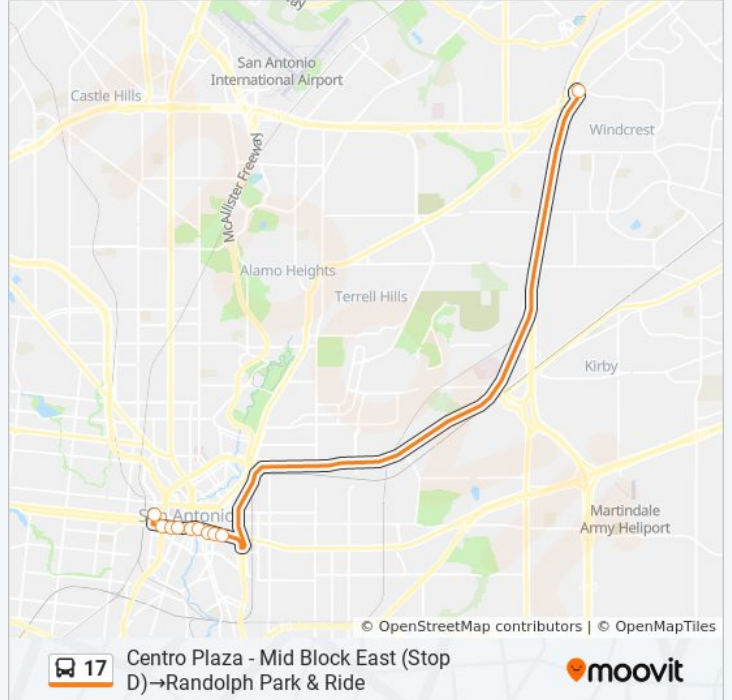 San Antonio
International Airport
Castle Hills
Windcrest
McAllister Freeway
Alamo Heights
Terrell Hills
Kirby
San Antonio
Martindale
Army Heliport
© OpenStreetMap contributors | © OpenMapTiles
17
Centro Plaza - Mid Block East (Stop
D)→Randolph Park & Ride
moovit